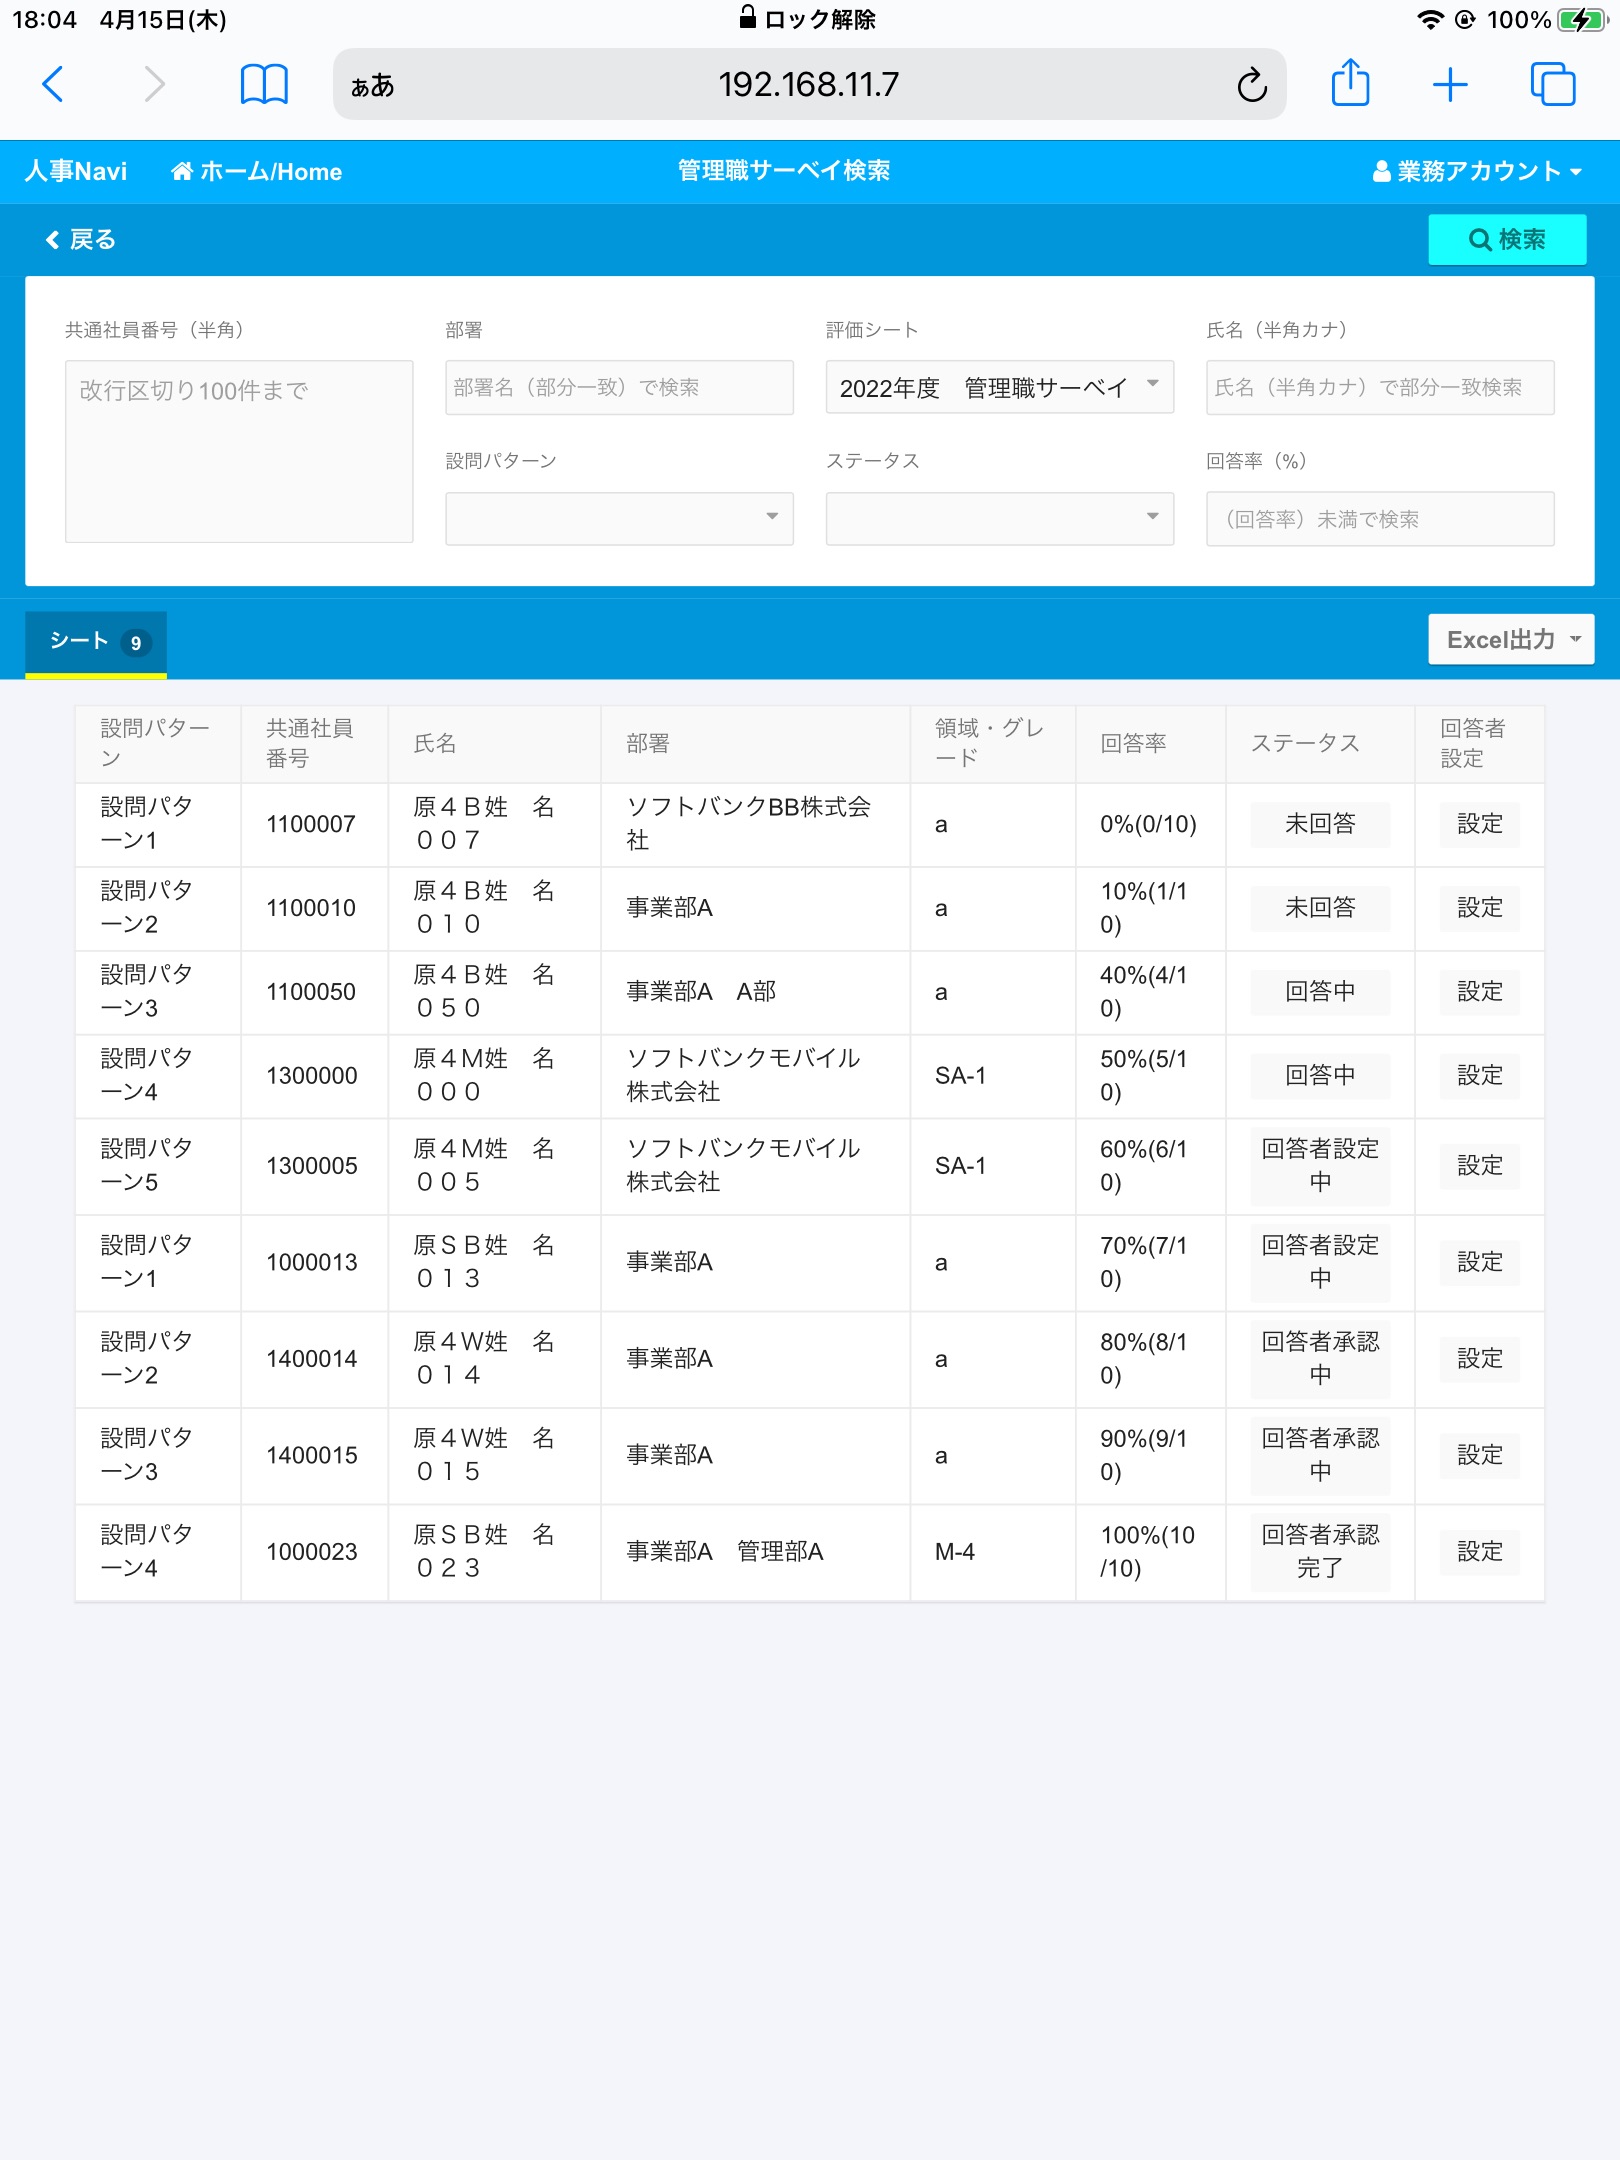 18:04 4月15日(木)
ロック解除
100%
ぁあ
192.168.11.7
人事Navi
ホーム/Home
管理職サーベイ検索
業務アカウント
戻る
検索
共通社員番号（半角）
部署
評価シート
氏名（半角カナ）
改行区切り100件まで
部署名（部分一致）で検索
2022年度　管理職サーベイ
氏名（半角カナ）で部分一致検索
設問パターン
ステータス
回答率（%）
（回答率）未満で検索
シート 9
Excel出力
設問パター
ン
共通社員
番号
氏名
部署
領域・グレ
ード
回答率
ステータス
回答者
設定
設問パタ
ーン1
1100007
原４Ｂ姓　名
００７
ソフトバンクBB株式会
社
a
0%(0/10)
未回答
設定
設問パタ
ーン2
1100010
原４Ｂ姓　名
０１０
事業部A
a
10%(1/1
0)
未回答
設定
設問パタ
ーン3
1100050
原４Ｂ姓　名
０５０
事業部A　A部
a
40%(4/1
0)
回答中
設定
設問パタ
ーン4
1300000
原４Ｍ姓　名
０００
ソフトバンクモバイル
株式会社
SA-1
50%(5/1
0)
回答中
設定
設問パタ
ーン5
1300005
原４Ｍ姓　名
００５
ソフトバンクモバイル
株式会社
SA-1
60%(6/1
0)
回答者設定
中
設定
設問パタ
ーン1
1000013
原ＳＢ姓　名
０１３
事業部A
a
70%(7/1
0)
回答者設定
中
設定
設問パタ
ーン2
1400014
原４Ｗ姓　名
０１４
事業部A
a
80%(8/1
0)
回答者承認
中
設定
設問パタ
ーン3
1400015
原４Ｗ姓　名
０１５
事業部A
a
90%(9/1
0)
回答者承認
中
設定
設問パタ
ーン4
1000023
原ＳＢ姓　名
０２３
事業部A　管理部A
M-4
100%(10
/10)
回答者承認
完了
設定